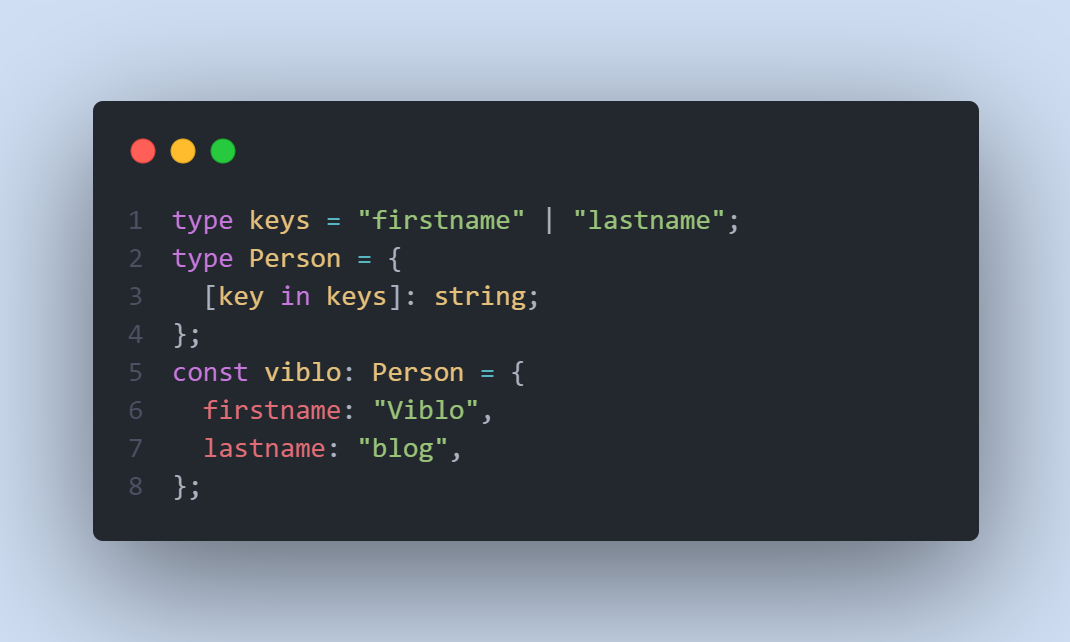 1 type keys = "firstname" | "lastname";
2 type Person = {
3   [key in keys]: string;
4 };
5 const viblo: Person = {
6   firstname: "Viblo",
7   lastname: "blog",
8 };